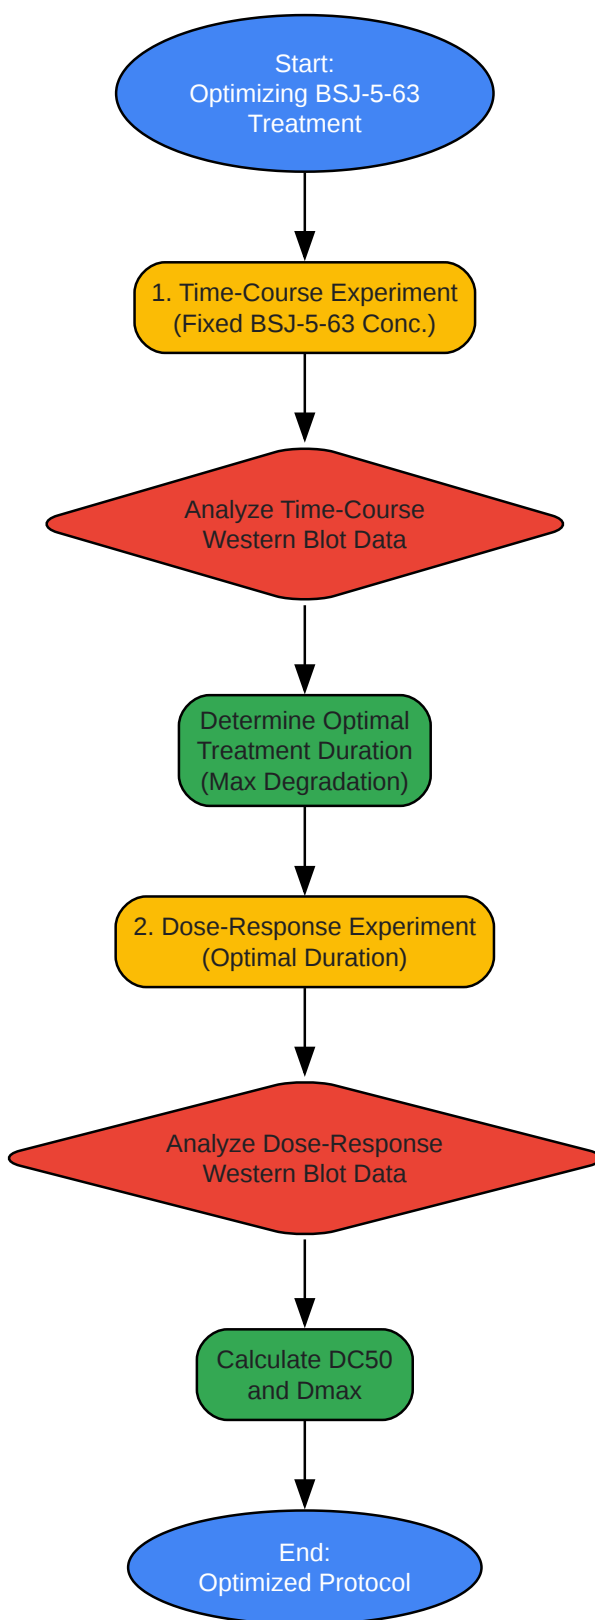 Start:
Optimizing BSJ-5-63
Treatment
1. Time-Course Experiment
(Fixed BSJ-5-63 Conc.)
Analyze Time-Course
Western Blot Data
Determine Optimal
Treatment Duration
(Max Degradation)
2. Dose-Response Experiment
(Optimal Duration)
Analyze Dose-Response
Western Blot Data
Calculate DC50
and Dmax
End:
Optimized Protocol